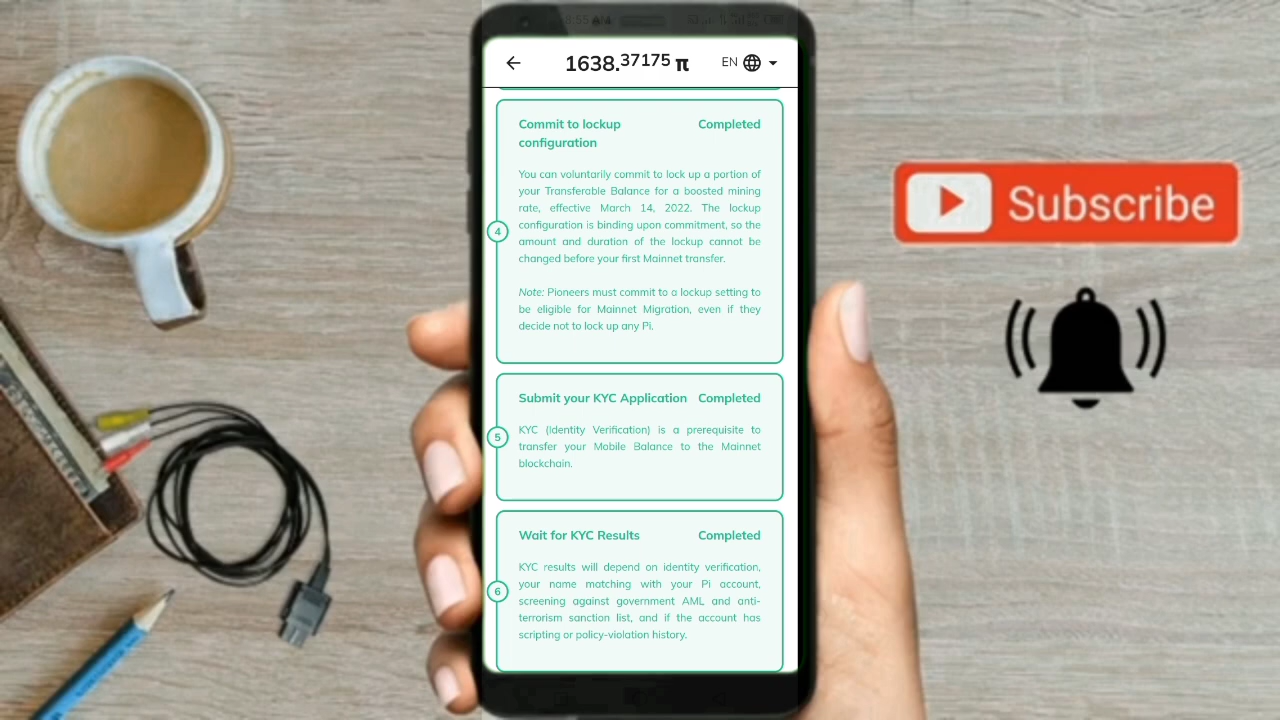 8:55 AM
1638.37175 π
EN
Commit to lockup Completed
configuration
You can voluntarily commit to lock up a portion of
your Transferable Balance for a boosted mining
rate, effective March 14, 2022. The lockup
configuration is binding upon commitment, so the
amount and duration of the lockup cannot be
changed before your first Mainnet transfer.
4
Note: Pioneers must commit to a lockup setting to
be eligible for Mainnet Migration, even if they
decide not to lock up any Pi.
Submit your KYC Application Completed
5
KYC (Identity Verification) is a prerequisite to
transfer your Mobile Balance to the Mainnet
blockchain.
Wait for KYC Results Completed
6
KYC results will depend on identity verification,
your name matching with your Pi account,
screening against government AML and anti-
terrorism sanction list, and if the account has
scripting or policy-violation history.
Subscribe